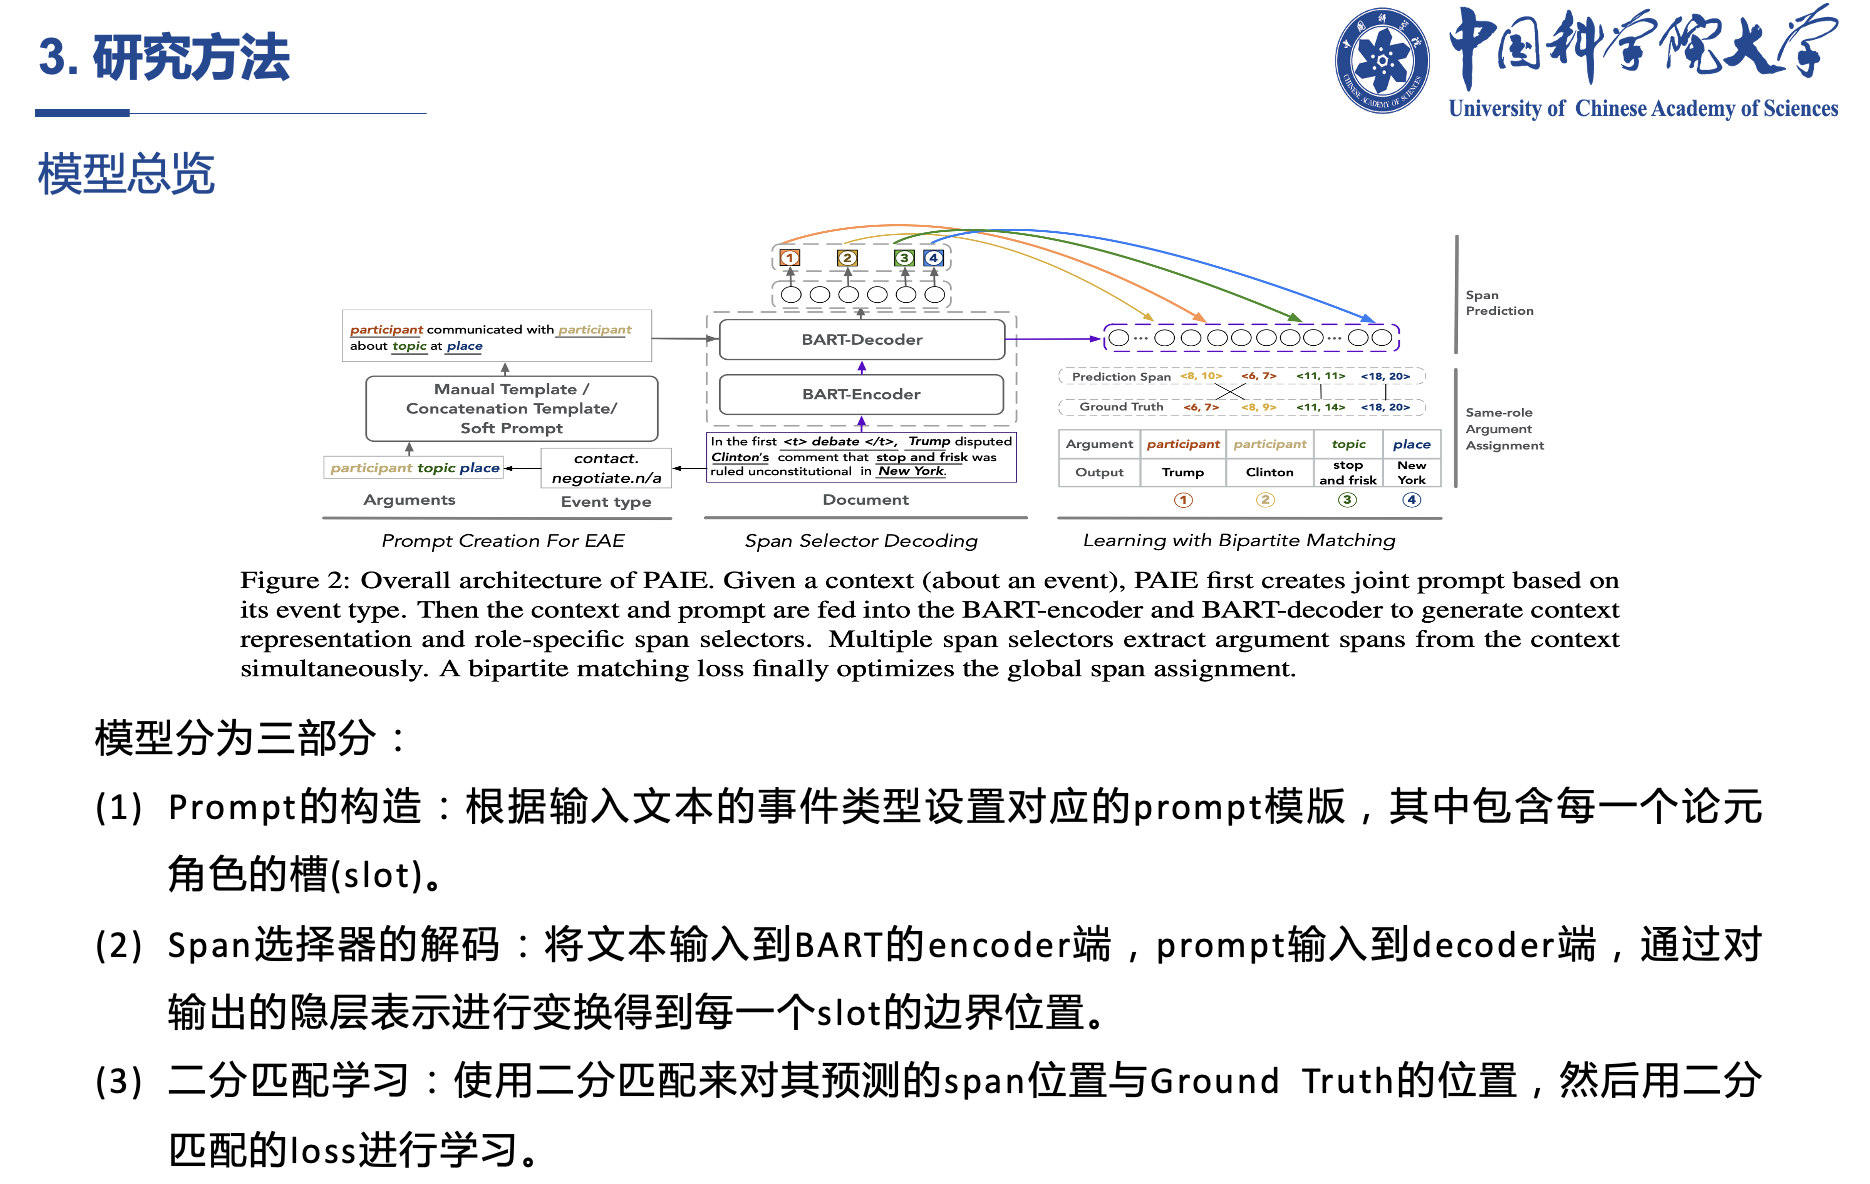 3. 研究方法
中国科学院大学
University of Chinese Academy of Sciences
中国科学院
CHINESE ACADEMY OF SCIENCES
模型总览
1 2 3 4
Span
Prediction
participant communicated with participant
about topic at place
BART-Decoder
Manual Template /
Concatenation Template/
Soft Prompt
BART-Encoder
... ...
Prediction Span <8, 10> <6, 7> <11, 11> <18, 20>
Ground Truth <6, 7> <8, 9> <11, 14> <18, 20>
Same-role
Argument
Assignment
participant topic place
contact.
negotiate.n/a
In the first <t> debate </t>, Trump disputed
Clinton's comment that stop and frisk was
ruled unconstitutional in New York.
Argument participant participant topic place
Output Trump Clinton stop and frisk New York
① ② ③ ④
Arguments Event type Document
Prompt Creation For EAE Span Selector Decoding Learning with Bipartite Matching
Figure 2: Overall architecture of PAIE. Given a context (about an event), PAIE first creates joint prompt based on
its event type. Then the context and prompt are fed into the BART-encoder and BART-decoder to generate context
representation and role-specific span selectors. Multiple span selectors extract argument spans from the context
simultaneously. A bipartite matching loss finally optimizes the global span assignment.
模型分为三部分：
(1) Prompt的构造：根据输入文本的事件类型设置对应的prompt模版，其中包含每一个论元
角色的槽(slot)。
(2) Span选择器的解码：将文本输入到BART的encoder端，prompt输入到decoder端，通过对
输出的隐层表示进行变换得到每一个slot的边界位置。
(3) 二分匹配学习：使用二分匹配来对其预测的span位置与Ground Truth的位置，然后用二分
匹配的loss进行学习。